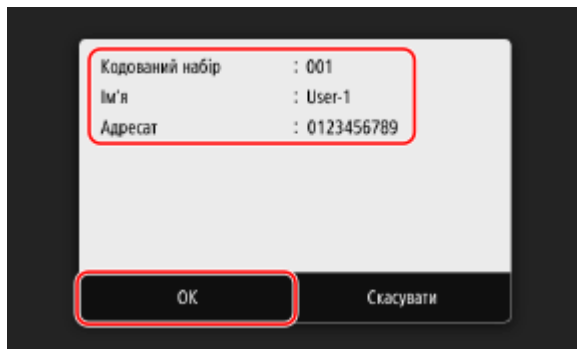 Кодований набір : 001
Ім'я : User-1
Адресат : 0123456789
OK Скасувати